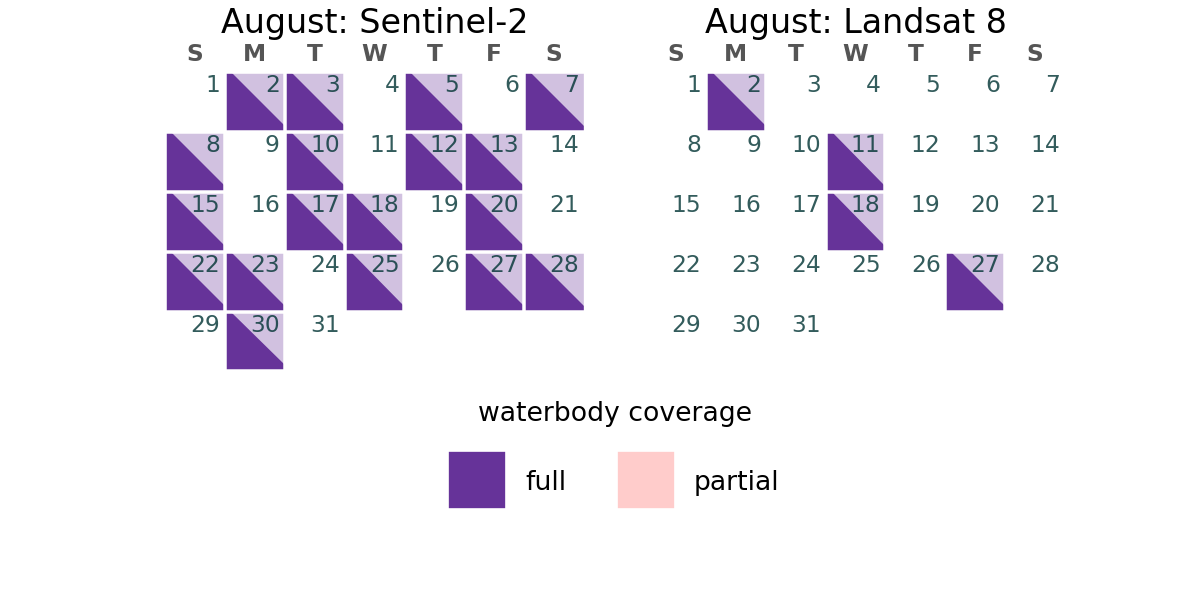 August: Sentinel-2
S M T W T F S
1 2 3 4 5 6 7
8 9 10 11 12 13 14
15 16 17 18 19 20 21
22 23 24 25 26 27 28
29 30 31
August: Landsat 8
S M T W T F S
1 2 3 4 5 6 7
8 9 10 11 12 13 14
15 16 17 18 19 20 21
22 23 24 25 26 27 28
29 30 31
waterbody coverage
full
partial